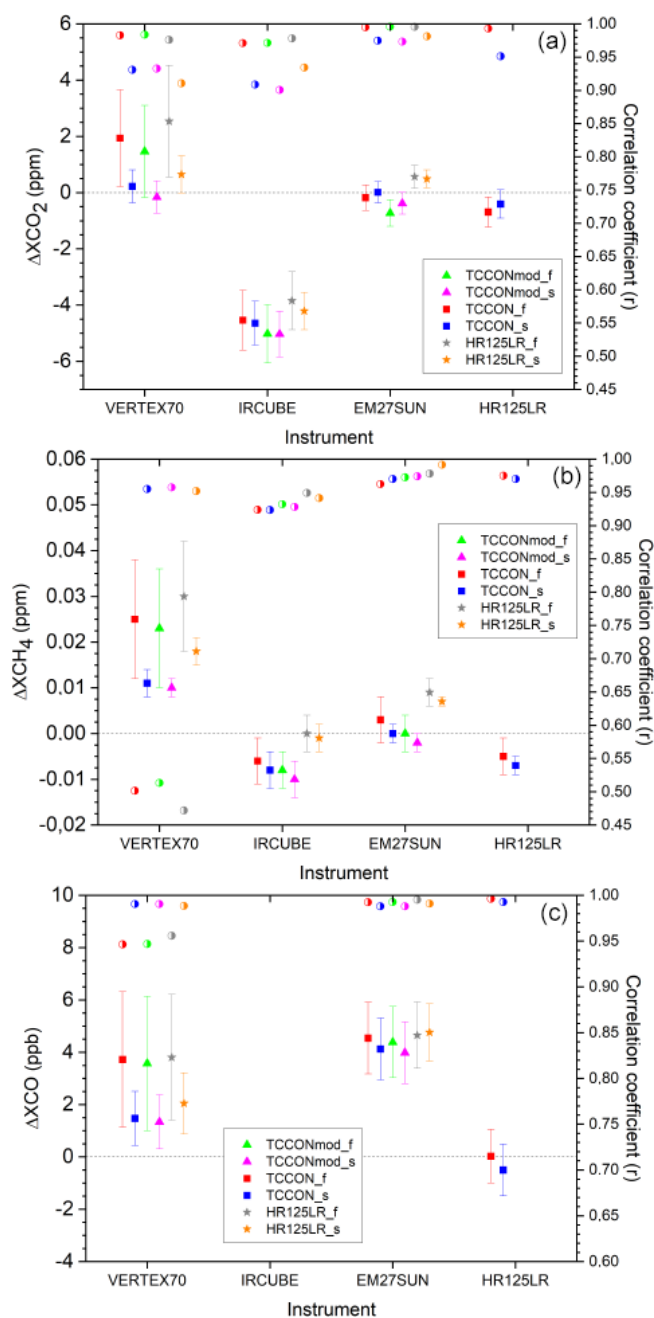 (a)
ΔXCO₂ (ppm)
6
4
2
0
-2
-4
-6
1.00
0.95
0.90
0.85
0.80
0.75
0.70
0.65
0.60
0.55
0.50
0.45
Correlation coefficient (r)
TCCONmod_f
TCCONmod_s
TCCON_f
TCCON_s
HR125LR_f
HR125LR_s
VERTEX70 IRCUBE EM27SUN HR125LR
Instrument
(b)
ΔXCH₄ (ppm)
0.06
0.05
0.04
0.03
0.02
0.01
0.00
-0.01
-0,02
1.00
0.95
0.90
0.85
0.80
0.75
0.70
0.65
0.60
0.55
0.50
0.45
Correlation coefficient (r)
TCCONmod_f
TCCONmod_s
TCCON_f
TCCON_s
HR125LR_f
HR125LR_s
VERTEX70 IRCUBE EM27SUN HR125LR
Instrument
(c)
ΔXCO (ppb)
10
8
6
4
2
0
-2
-4
1.00
0.95
0.90
0.85
0.80
0.75
0.70
0.65
0.60
Correlation coefficient (r)
TCCONmod_f
TCCONmod_s
TCCON_f
TCCON_s
HR125LR_f
HR125LR_s
VERTEX70 IRCUBE EM27SUN HR125LR
Instrument